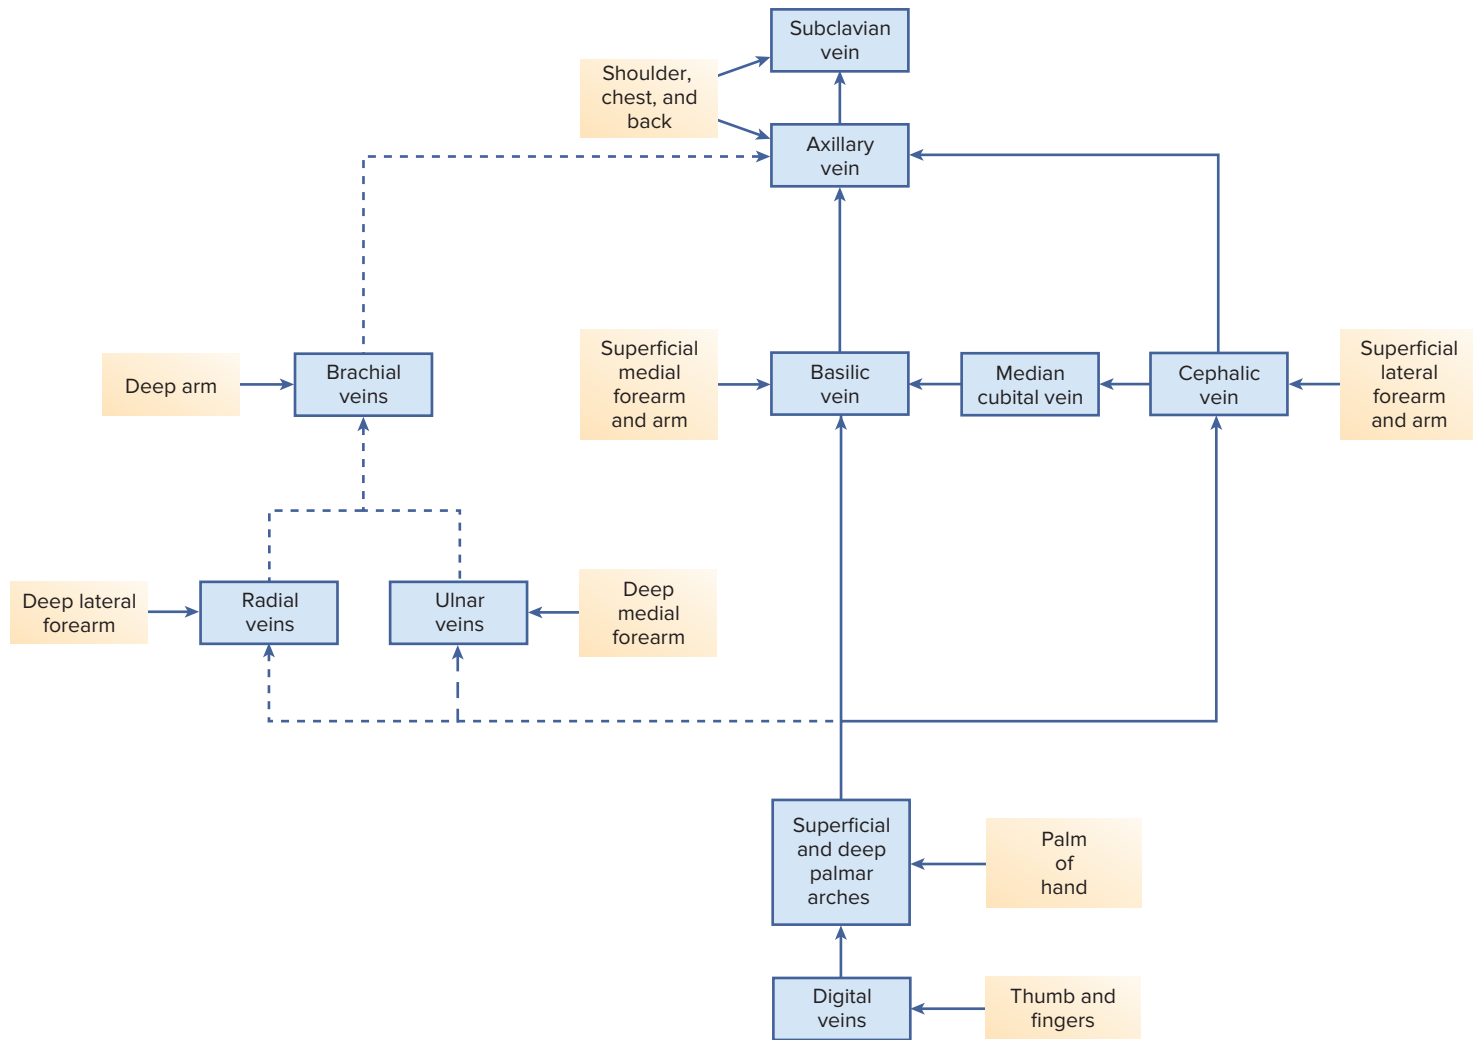 Subclavian
vein
Shoulder,
chest, and
back
Axillary
vein
Deep arm
Brachial
veins
Superficial
medial
forearm
and arm
Basilic
vein
Median
cubital vein
Cephalic
vein
Superficial
lateral
forearm
and arm
Deep lateral
forearm
Radial
veins
Ulnar
veins
Deep
medial
forearm
Superficial
and deep
palmar
arches
Palm
of
hand
Digital
veins
Thumb and
fingers